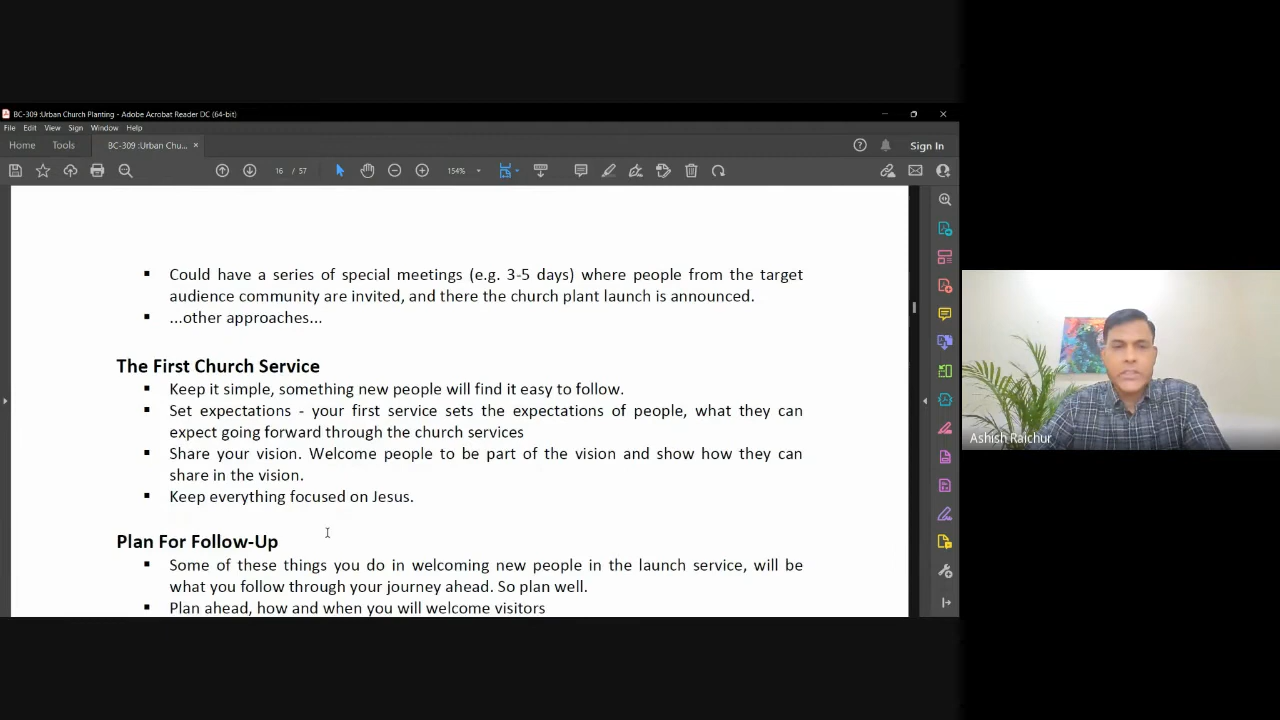 BC-309 :Urban Church Planting - Adobe Acrobat Reader DC (64-bit)
File Edit View Sign Window Help
Home Tools BC-309 :Urban Chu... × Sign In
16 / 57 154%
▪ Could have a series of special meetings (e.g. 3-5 days) where people from the target
audience community are invited, and there the church plant launch is announced.
▪ ...other approaches...
The First Church Service
▪ Keep it simple, something new people will find it easy to follow.
▪ Set expectations - your first service sets the expectations of people, what they can
expect going forward through the church services
▪ Share your vision. Welcome people to be part of the vision and show how they can
share in the vision.
▪ Keep everything focused on Jesus.
Plan For Follow-Up
▪ Some of these things you do in welcoming new people in the launch service, will be
what you follow through your journey ahead. So plan well.
▪ Plan ahead, how and when you will welcome visitors
Ashish Raichur